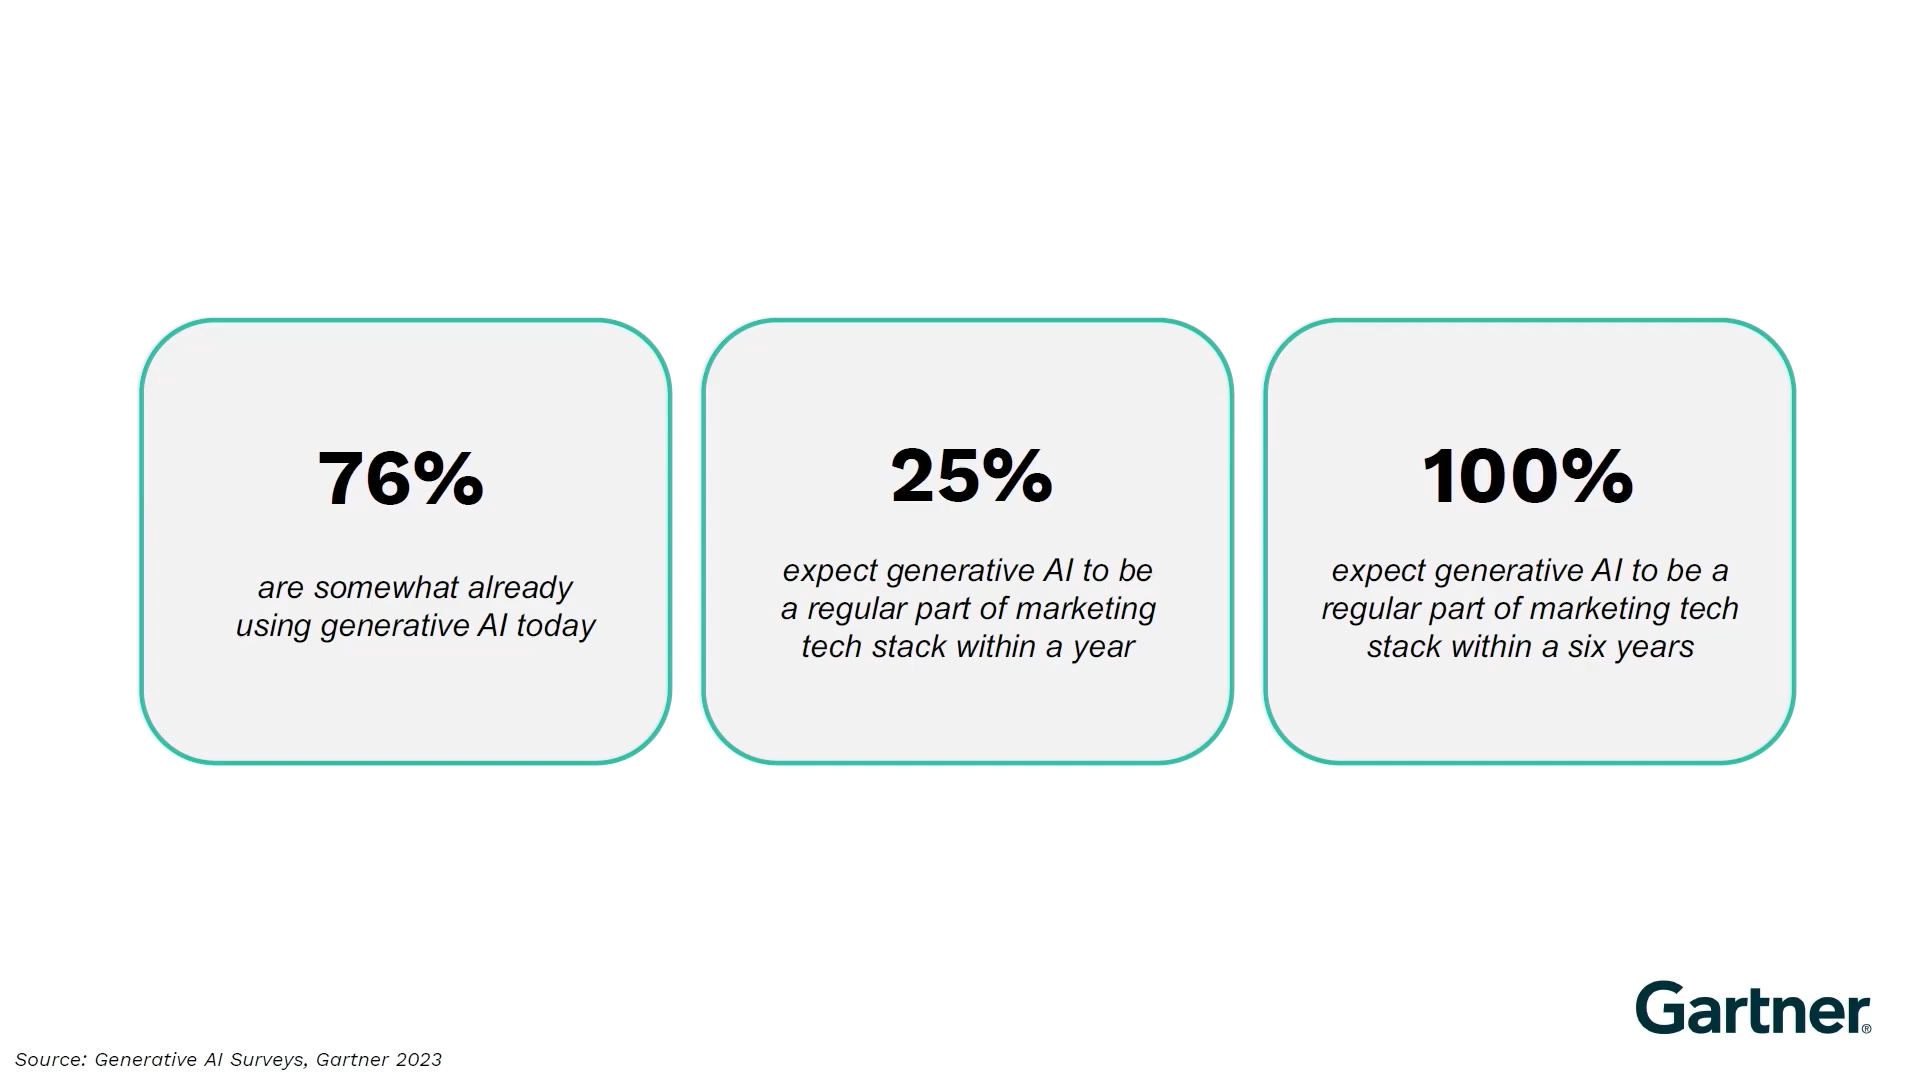 76%
are somewhat already
using generative AI today
25%
expect generative AI to be
a regular part of marketing
tech stack within a year
100%
expect generative AI to be a
regular part of marketing tech
stack within a six years
Gartner®
Source: Generative AI Surveys, Gartner 2023